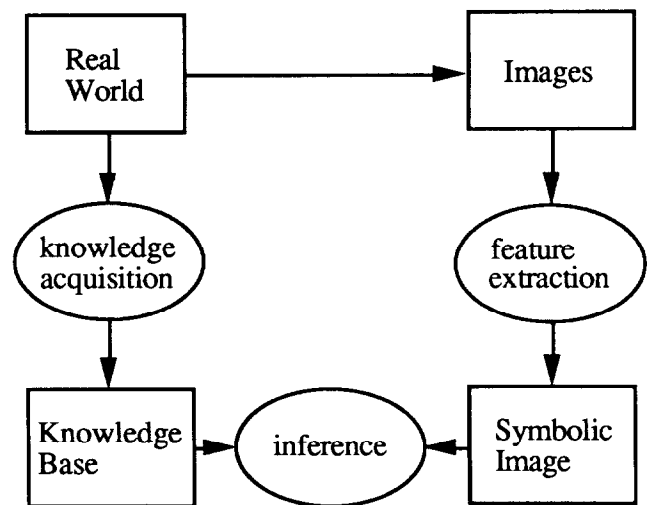 Real
World
Images
knowledge
acquisition
feature
extraction
Knowledge
Base
inference
Symbolic
Image